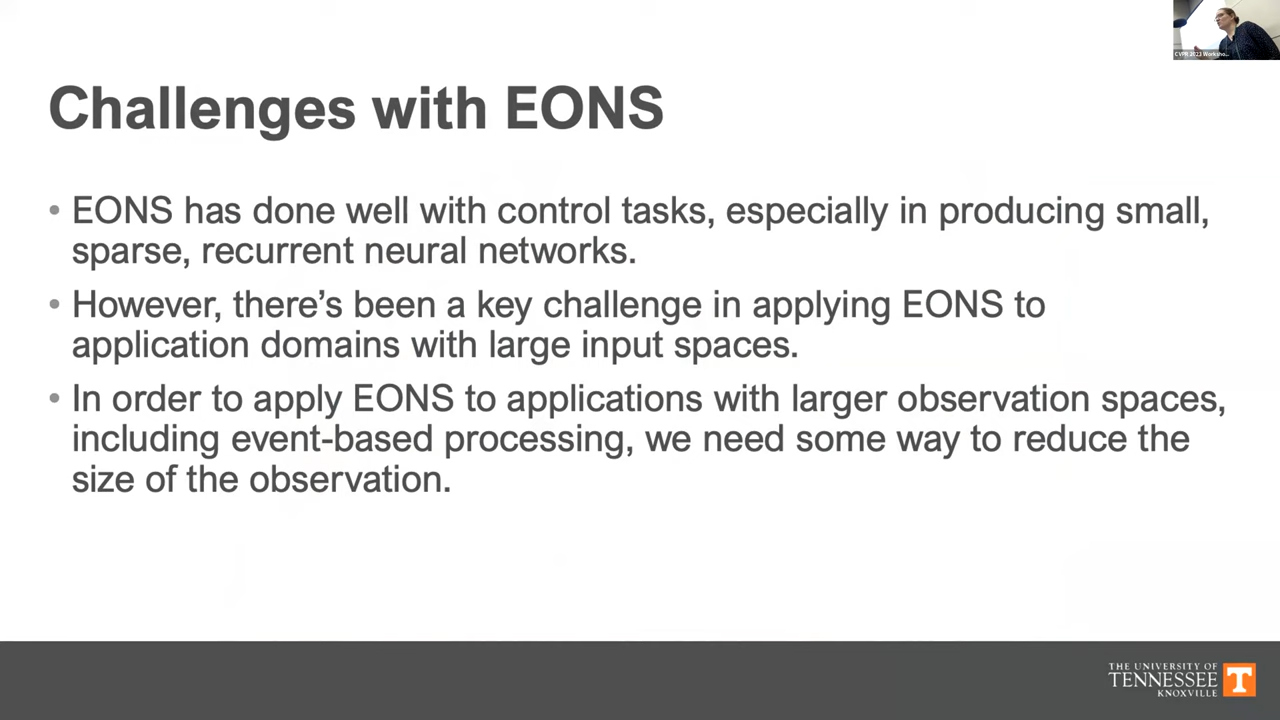 CVPR 2023 Worksho...
Challenges with EONS
• EONS has done well with control tasks, especially in producing small,
sparse, recurrent neural networks.
• However, there’s been a key challenge in applying EONS to
application domains with large input spaces.
• In order to apply EONS to applications with larger observation spaces,
including event-based processing, we need some way to reduce the
size of the observation.
THE UNIVERSITY OF
TENNESSEE
KNOXVILLE
T